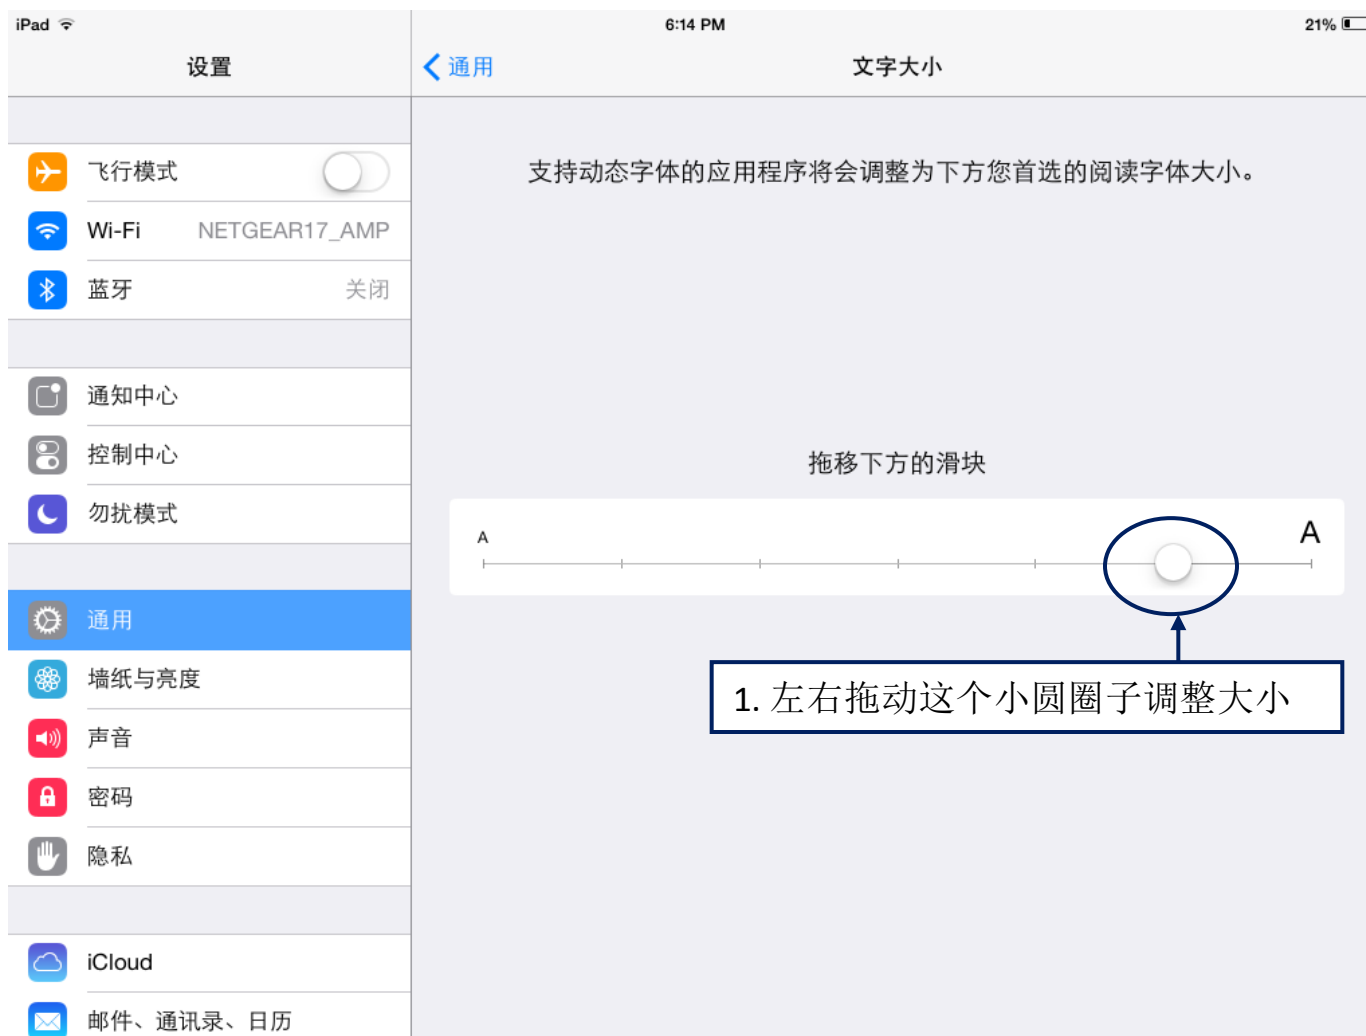 iPad
6:14 PM
21%
设置
通用
文字大小
飞行模式
Wi-Fi NETGEAR17_AMP
蓝牙 关闭
通知中心
控制中心
勿扰模式
通用
墙纸与亮度
声音
密码
隐私
iCloud
邮件、通讯录、日历
支持动态字体的应用程序将会调整为下方您首选的阅读字体大小。
拖移下方的滑块
A A
1. 左右拖动这个小圆圈子调整大小